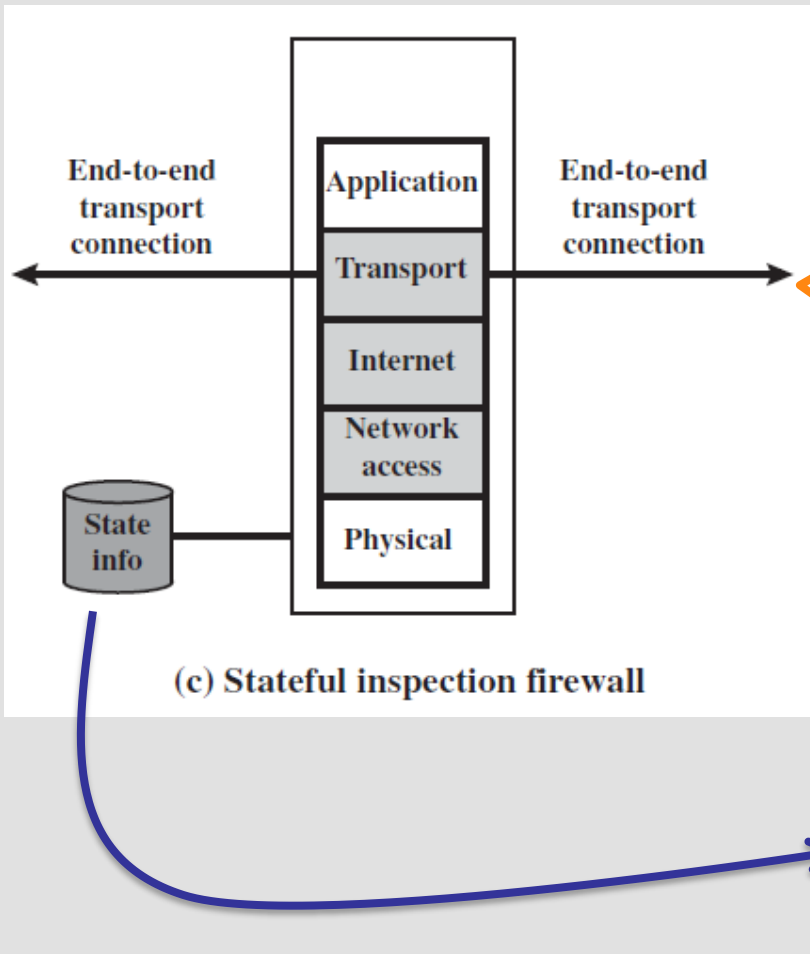 End-to-end
transport
connection
End-to-end
transport
connection
Application
Transport
Internet
Network
access
Physical
State
info
(c) Stateful inspection firewall